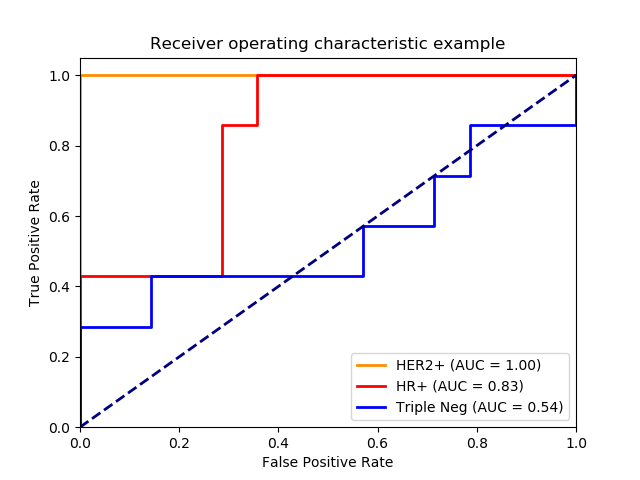 Receiver operating characteristic example
True Positive Rate
1.0
0.8
0.6
0.4
0.2
0.0
0.0 0.2 0.4 0.6 0.8 1.0
False Positive Rate
HER2+ (AUC = 1.00)
HR+ (AUC = 0.83)
Triple Neg (AUC = 0.54)